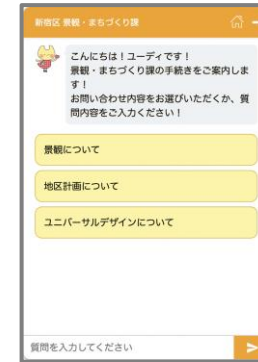 新宿区 景観・まちづくり課
こんにちは！ユーディです！
景観・まちづくり課の手続きをご案内しま
す！
お問い合わせ内容をお選びいただくか、質
問内容をご入力ください！
景観について
地区計画について
ユニバーサルデザインについて
質問を入力してください